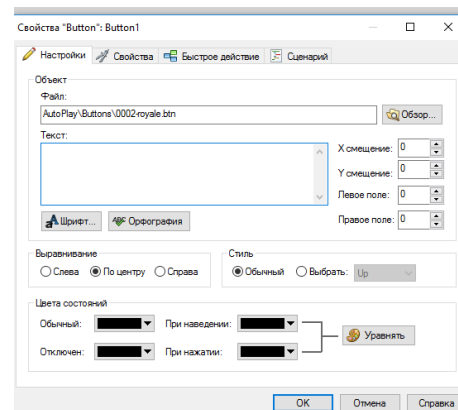 Свойства "Button": Button1
Настройки Свойства Быстрое действие Сценарий
Объект
Файл:
AutoPlay\Buttons\0002-royale.btn Обзор...
Текст:
X смещение: 0
Y смещение: 0
Левое поле: 0
Правое поле: 0
Шрифт... Орфография
Выравнивание Стиль
Слева По центру Справа Обычный Выбрать: Up
Цвета состояний
Обычный: При наведении:
Уравнять
Отключен: При нажатии:
OK Отмена Справка